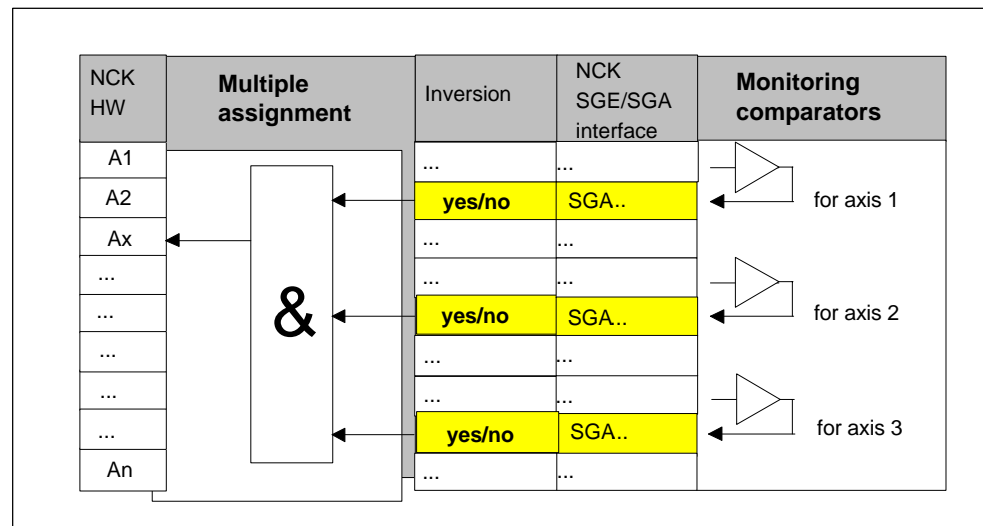 NCK HW
Multiple assignment
Inversion
NCK SGE/SGA interface
Monitoring comparators
A1
...
...
A2
yes/no
SGA..
for axis 1
Ax
...
...
...
...
...
&
...
yes/no
SGA...
for axis 2
...
...
...
...
...
...
...
yes/no
SGA..
for axis 3
An
...
...